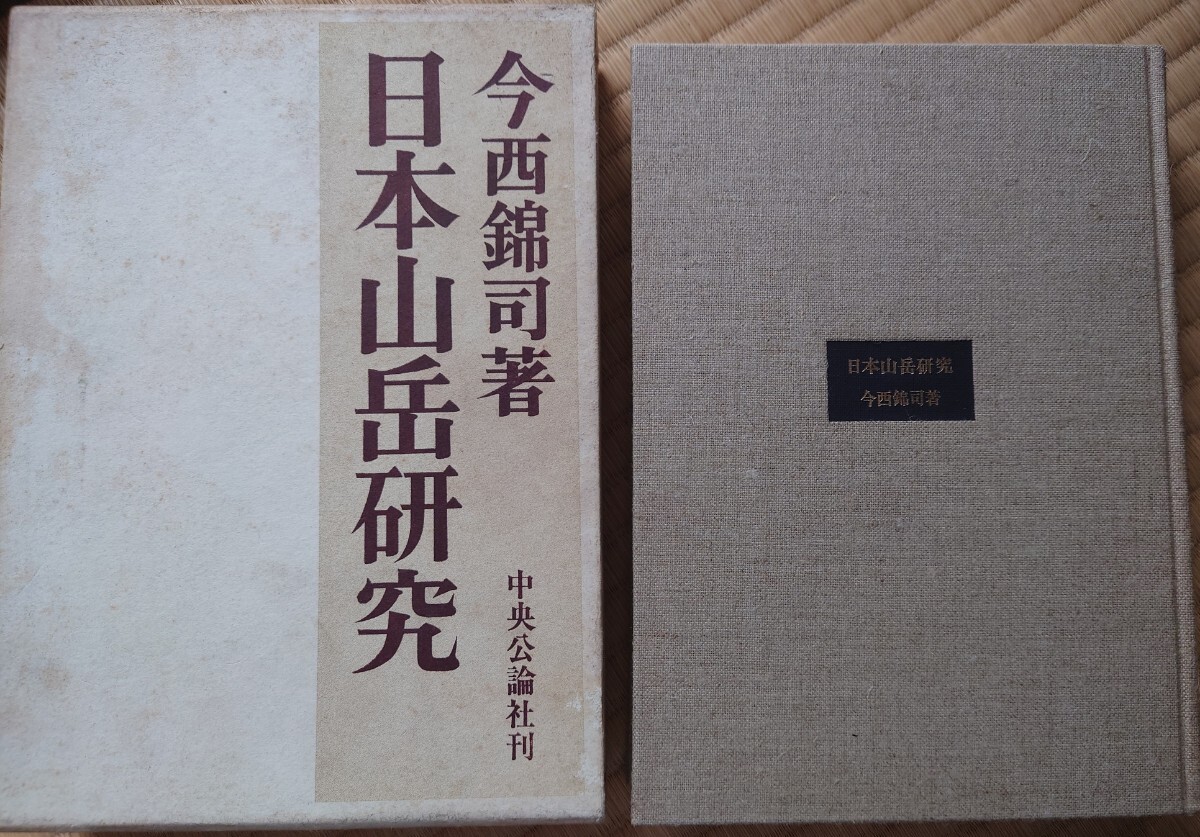 今西錦司著
日本山岳研究
中央公論社刊
日本山岳研究
今西錦司著